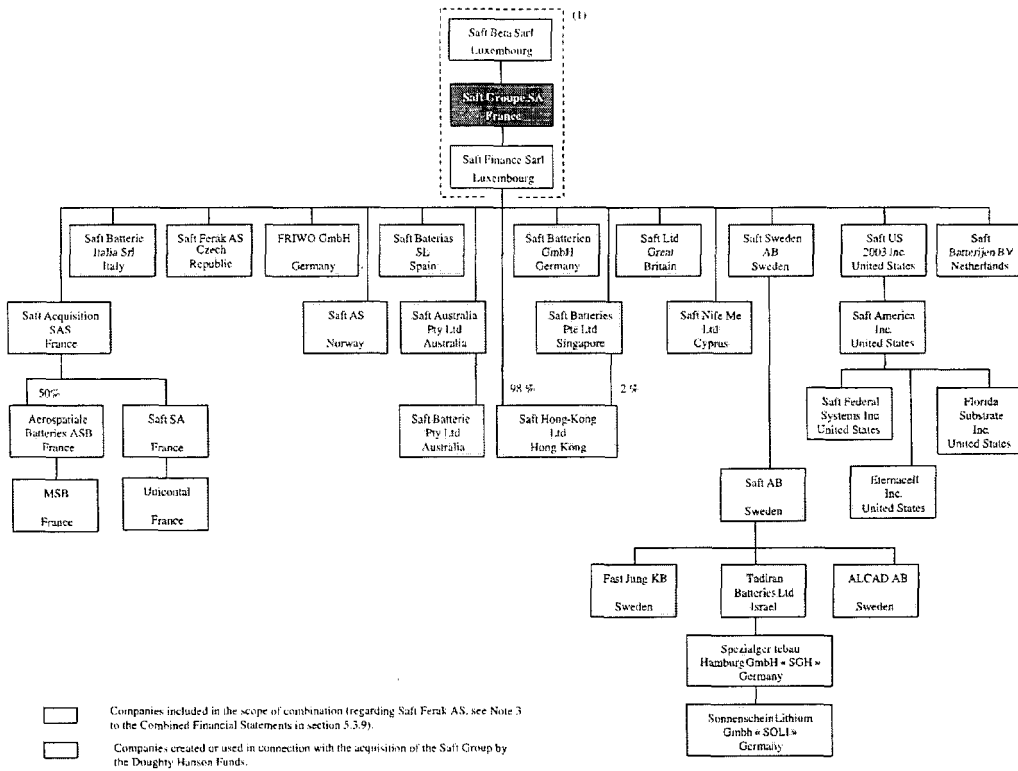 (1)
Saft Beta Sarl
Luxembourg
Saft Groupe SA
France
Saft Finance Sarl
Luxembourg
Saft Batterie
Italia Srl
Italy
Saft Ferak AS
Czech
Republic
FRIWO GmbH
Germany
Saft Baterias
SL
Spain
Saft Batterien
GmbH
Germany
Saft Ltd
Great
Britain
Saft Sweden
AB
Sweden
Saft US
2003 Inc.
United States
Saft
Batterijen BV
Netherlands
Saft Acquisition
SAS
France
Saft AS
Norway
Saft Australia
Pty Ltd
Australia
Saft Batteries
Pte Ltd
Singapore
Saft Nife Me
Ltd
Cyprus
Saft America
Inc.
United States
50%
98 %
2 %
Aerospatiale
Batteries ASB
France
Saft SA
France
Saft Batterie
Pty Ltd
Australia
Saft Hong-Kong
Ltd
Hong Kong
Saft Federal
Systems Inc
United States
Florida
Substrate
Inc.
United States
MSB
France
Unicontal
France
Saft AB
Sweden
Eternacell
Inc.
United States
Fast Jung KB
Sweden
Tadiran
Batteries Ltd
Israel
ALCAD AB
Sweden
Spezialger tebau
Hamburg GmbH « SGH »
Germany
Sonnenschein Lithium
Gmbh « SOLI »
Germany
Companies included in the scope of combination (regarding Saft Ferak AS, see Note 3
to the Combined Financial Statements in section 5.3.9).
Companies created or used in connection with the acquisition of the Saft Group by
the Doughty Hanson Funds.